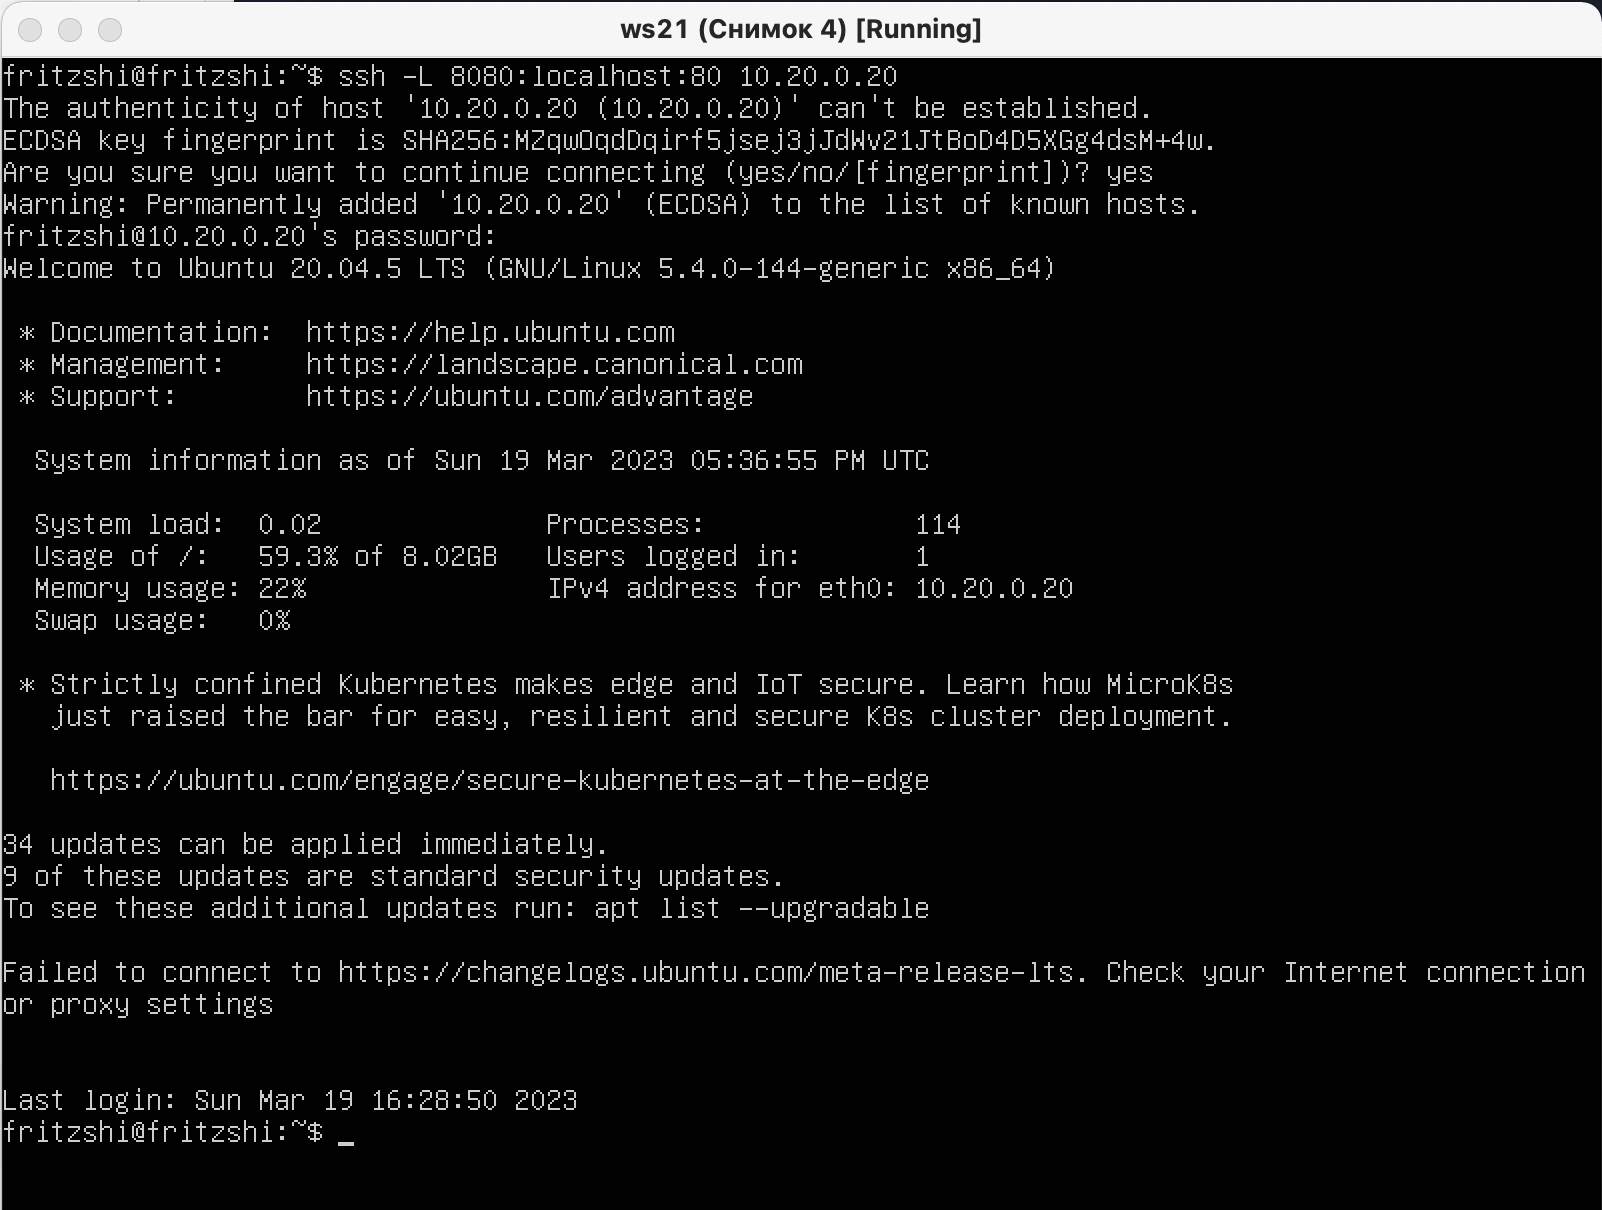 ws21 (Снимок 4) [Running]
fritzshi@fritzshi:~$ ssh -L 8080:localhost:80 10.20.0.20
The authenticity of host '10.20.0.20 (10.20.0.20)' can't be established.
ECDSA key fingerprint is SHA256:MZqwOqdDqirf5jsej3jJdWv21JtBoD4D5XGg4dsM+4w.
Are you sure you want to continue connecting (yes/no/[fingerprint])? yes
Warning: Permanently added '10.20.0.20' (ECDSA) to the list of known hosts.
fritzshi@10.20.0.20's password:
Welcome to Ubuntu 20.04.5 LTS (GNU/Linux 5.4.0-144-generic x86_64)
* Documentation: https://help.ubuntu.com
* Management: https://landscape.canonical.com
* Support: https://ubuntu.com/advantage
System information as of Sun 19 Mar 2023 05:36:55 PM UTC
System load: 0.02 Processes: 114
Usage of /: 59.3% of 8.02GB Users logged in: 1
Memory usage: 22% IPv4 address for eth0: 10.20.0.20
Swap usage: 0%
* Strictly confined Kubernetes makes edge and IoT secure. Learn how MicroK8s
just raised the bar for easy, resilient and secure K8s cluster deployment.
https://ubuntu.com/engage/secure-kubernetes-at-the-edge
34 updates can be applied immediately.
9 of these updates are standard security updates.
To see these additional updates run: apt list --upgradable
Failed to connect to https://changelogs.ubuntu.com/meta-release-lts. Check your Internet connection
or proxy settings
Last login: Sun Mar 19 16:28:50 2023
fritzshi@fritzshi:~$ _